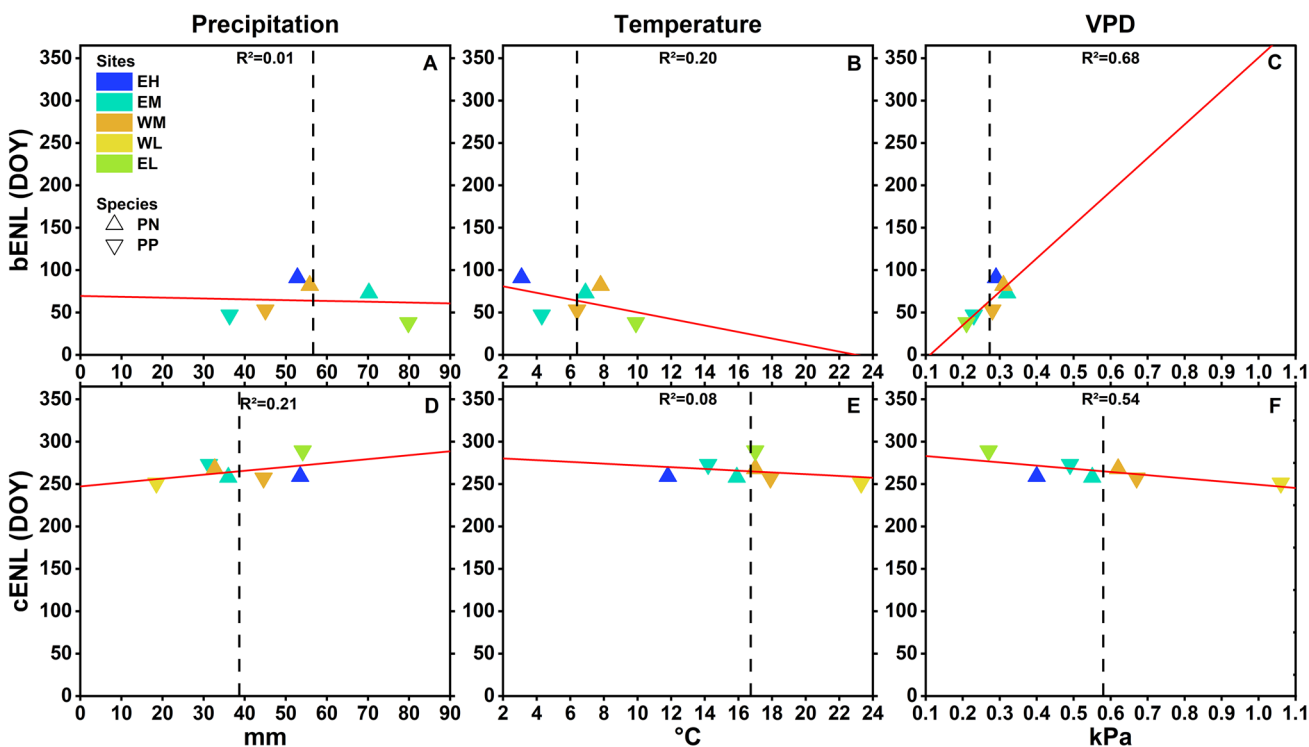 Precipitation
Temperature
VPD
bENL (DOY)
350
300
250
200
150
100
50
0
Sites
EH
EM
WM
WL
EL
Species
PN
PP
R²=0.01
A
0 10 20 30 40 50 60 70 80 90
R²=0.20
B
2 4 6 8 10 12 14 16 18 20 22 24
R²=0.68
C
0.1 0.2 0.3 0.4 0.5 0.6 0.7 0.8 0.9 1.0 1.1
cENL (DOY)
350
300
250
200
150
100
50
0
R²=0.21
D
0 10 20 30 40 50 60 70 80 90
mm
R²=0.08
E
2 4 6 8 10 12 14 16 18 20 22 24
°C
R²=0.54
F
0.1 0.2 0.3 0.4 0.5 0.6 0.7 0.8 0.9 1.0 1.1
kPa